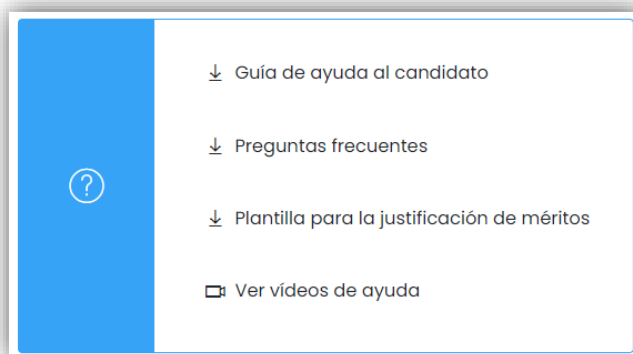 Guía de ayuda al candidato
Preguntas frecuentes
Plantilla para la justificación de méritos
Ver vídeos de ayuda